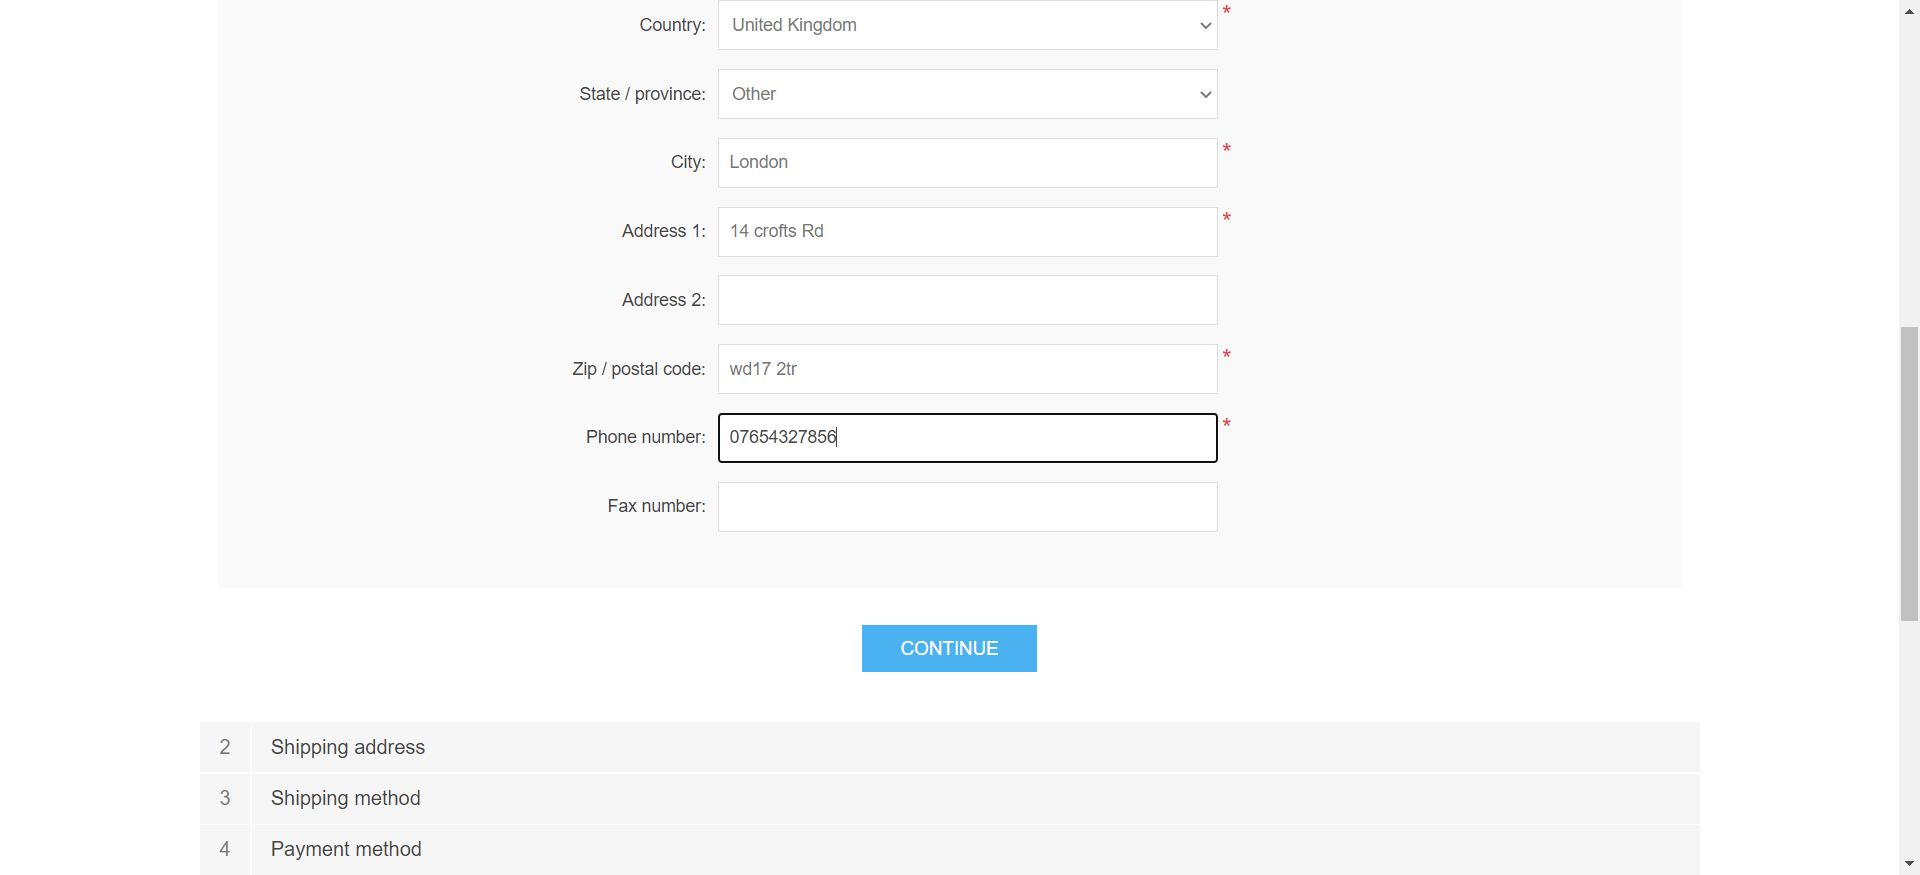 Country: United Kingdom *
State / province: Other
City: London *
Address 1: 14 crofts Rd *
Address 2:
Zip / postal code: wd17 2tr *
Phone number: 07654327856 *
Fax number:
CONTINUE
2 Shipping address
3 Shipping method
4 Payment method